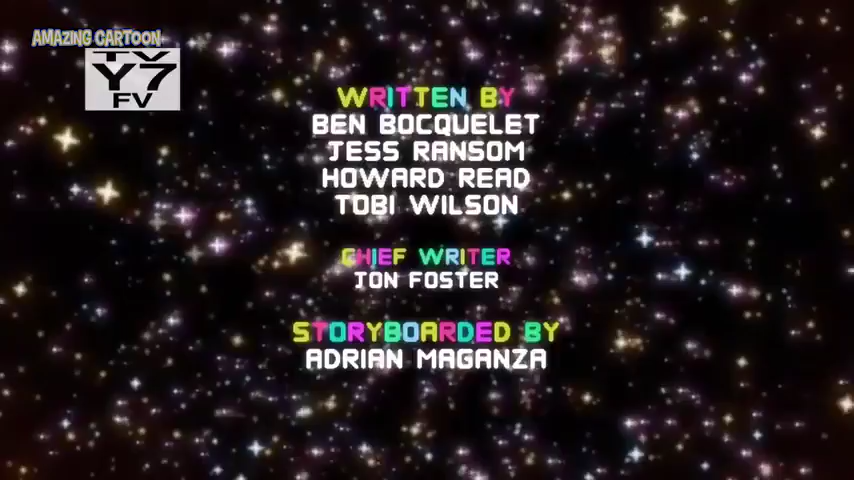 AMAZING CARTOON
TV
Y7
FV
WRITTEN BY
BEN BOCQUELET
JESS RANSOM
HOWARD READ
TOBI WILSON
CHIEF WRITER
JON FOSTER
STORYBOARDED BY
ADRIAN MAGANZA